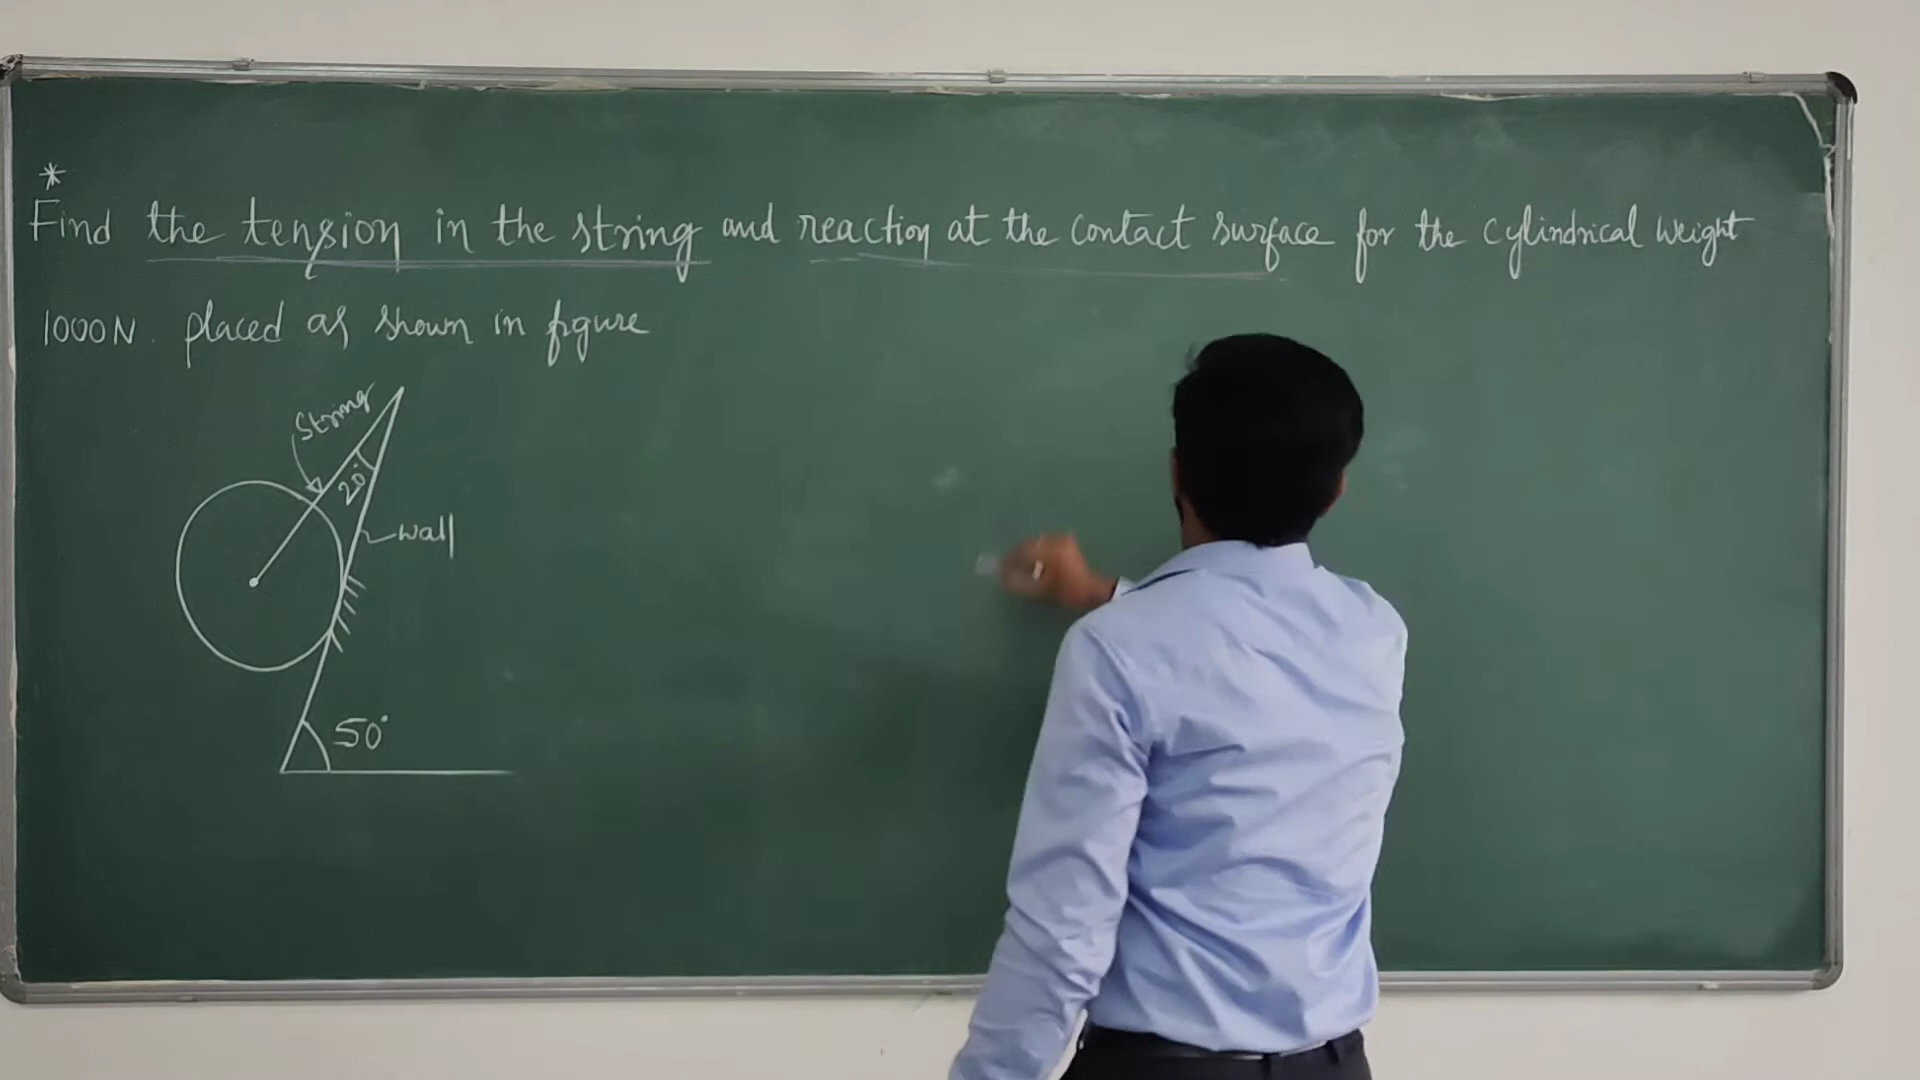 *
Find the tension in the string and reaction at the contact surface for the cylindrical weight
1000N. placed as shown in figure
String
20°
wall
50°